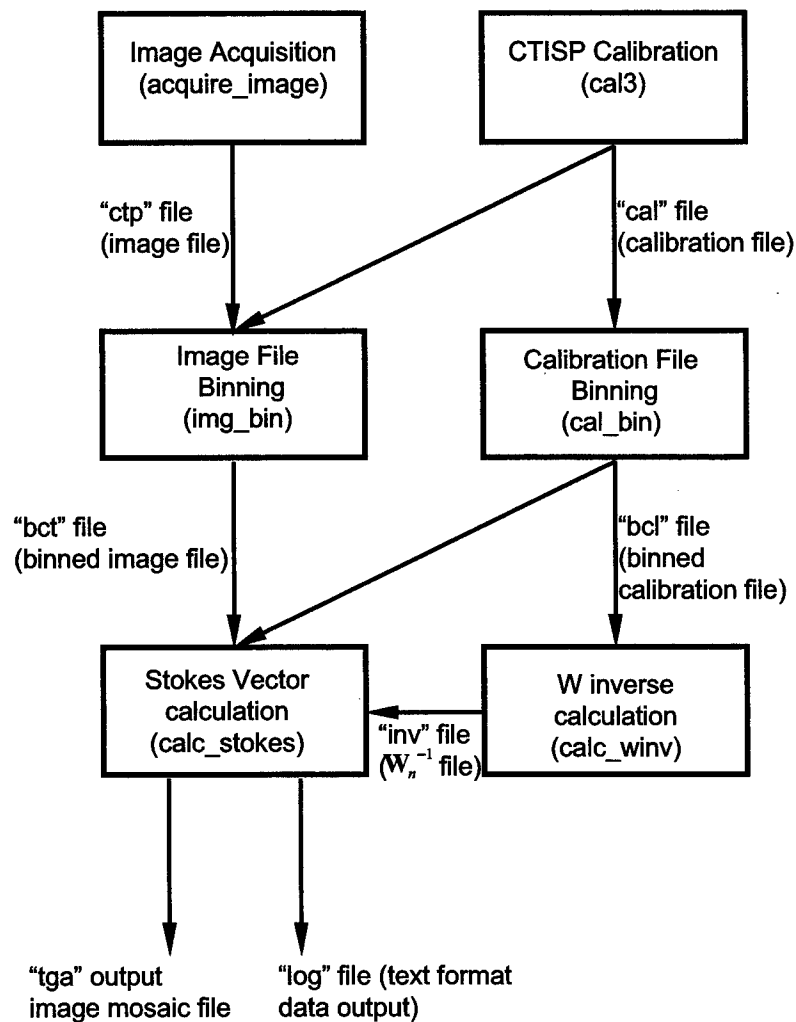 Image Acquisition
(acquire_image)
CTISP Calibration
(cal3)
“ctp” file
(image file)
“cal” file
(calibration file)
Image File
Binning
(img_bin)
Calibration File
Binning
(cal_bin)
“bct” file
(binned image file)
“bcl” file
(binned
calibration file)
Stokes Vector
calculation
(calc_stokes)
“inv” file
(Wₙ⁻¹ file)
W inverse
calculation
(calc_winv)
“tga” output
image mosaic file
“log” file (text format
data output)